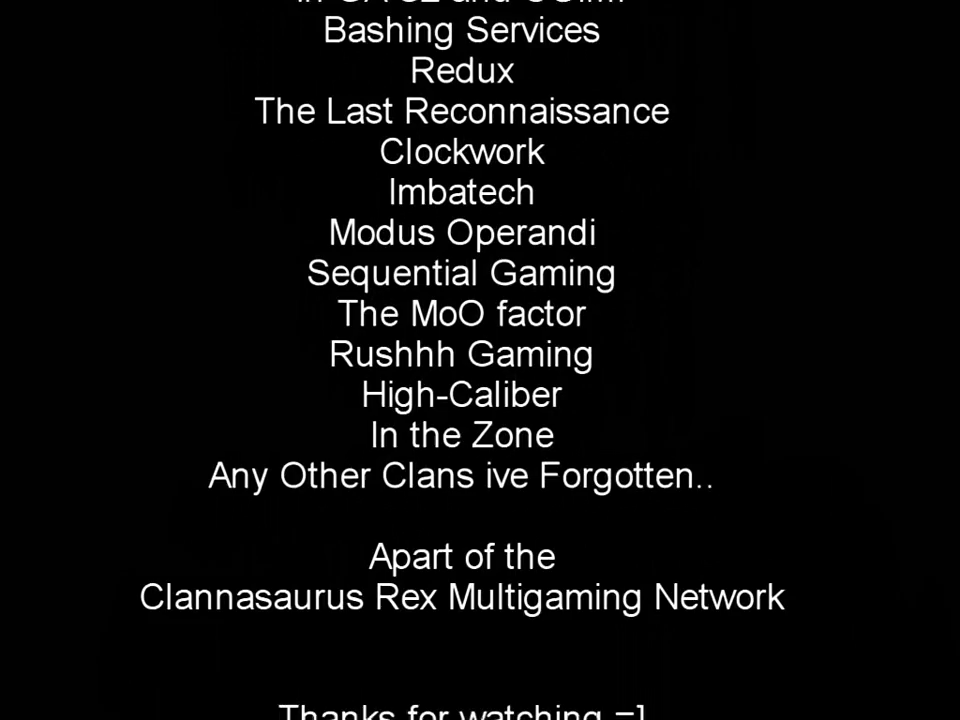 Bashing Services
Redux
The Last Reconnaissance
Clockwork
Imbatech
Modus Operandi
Sequential Gaming
The MoO factor
Rushhh Gaming
High-Caliber
In the Zone
Any Other Clans ive Forgotten..
Apart of the
Clannasaurus Rex Multigaming Network
Thanks for watching =]